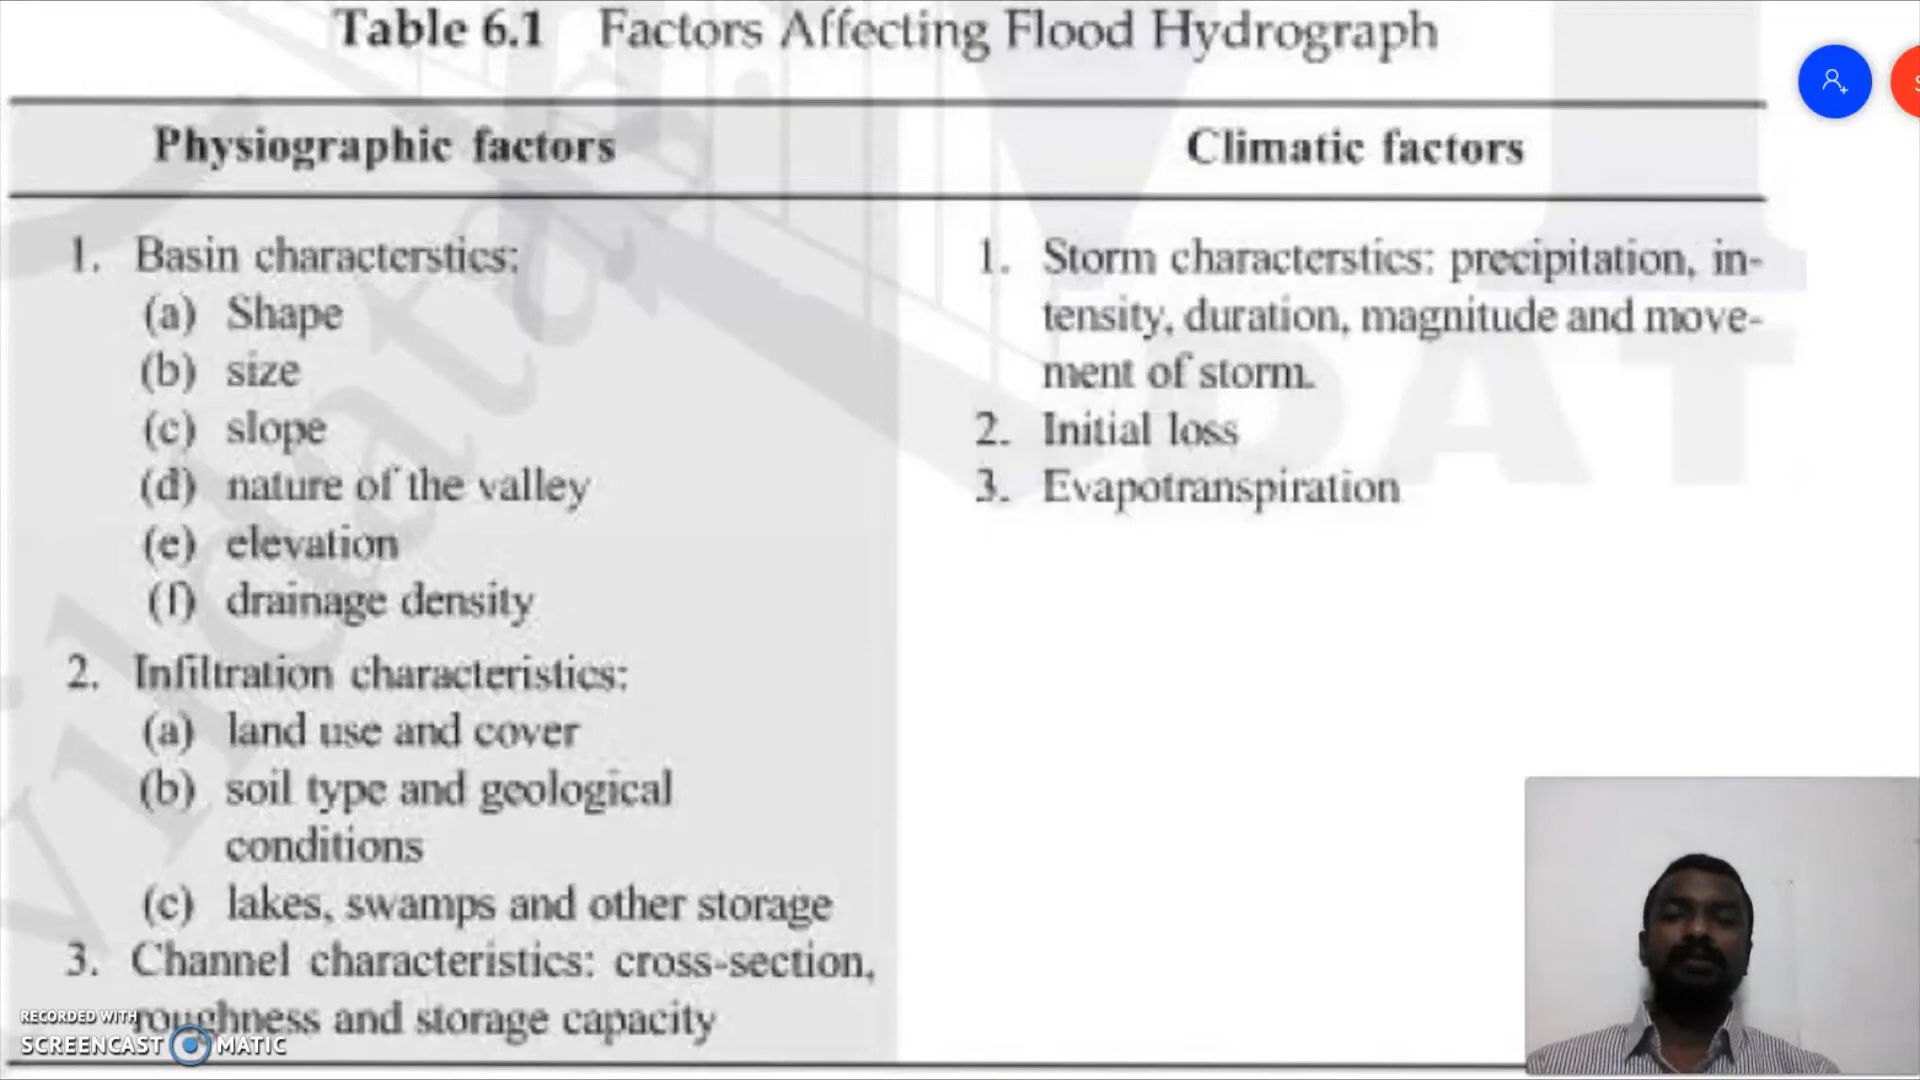 Table 6.1 Factors Affecting Flood Hydrograph
Physiographic factors
Climatic factors
1. Basin characterstics:
(a) Shape
(b) size
(c) slope
(d) nature of the valley
(e) elevation
(f) drainage density
2. Infiltration characteristics:
(a) land use and cover
(b) soil type and geological
conditions
(c) lakes, swamps and other storage
3. Channel characteristics: cross-section,
roughness and storage capacity
1. Storm characterstics: precipitation, in-
tensity, duration, magnitude and move-
ment of storm.
2. Initial loss
3. Evapotranspiration
RECORDED WITH
SCREENCAST MATIC